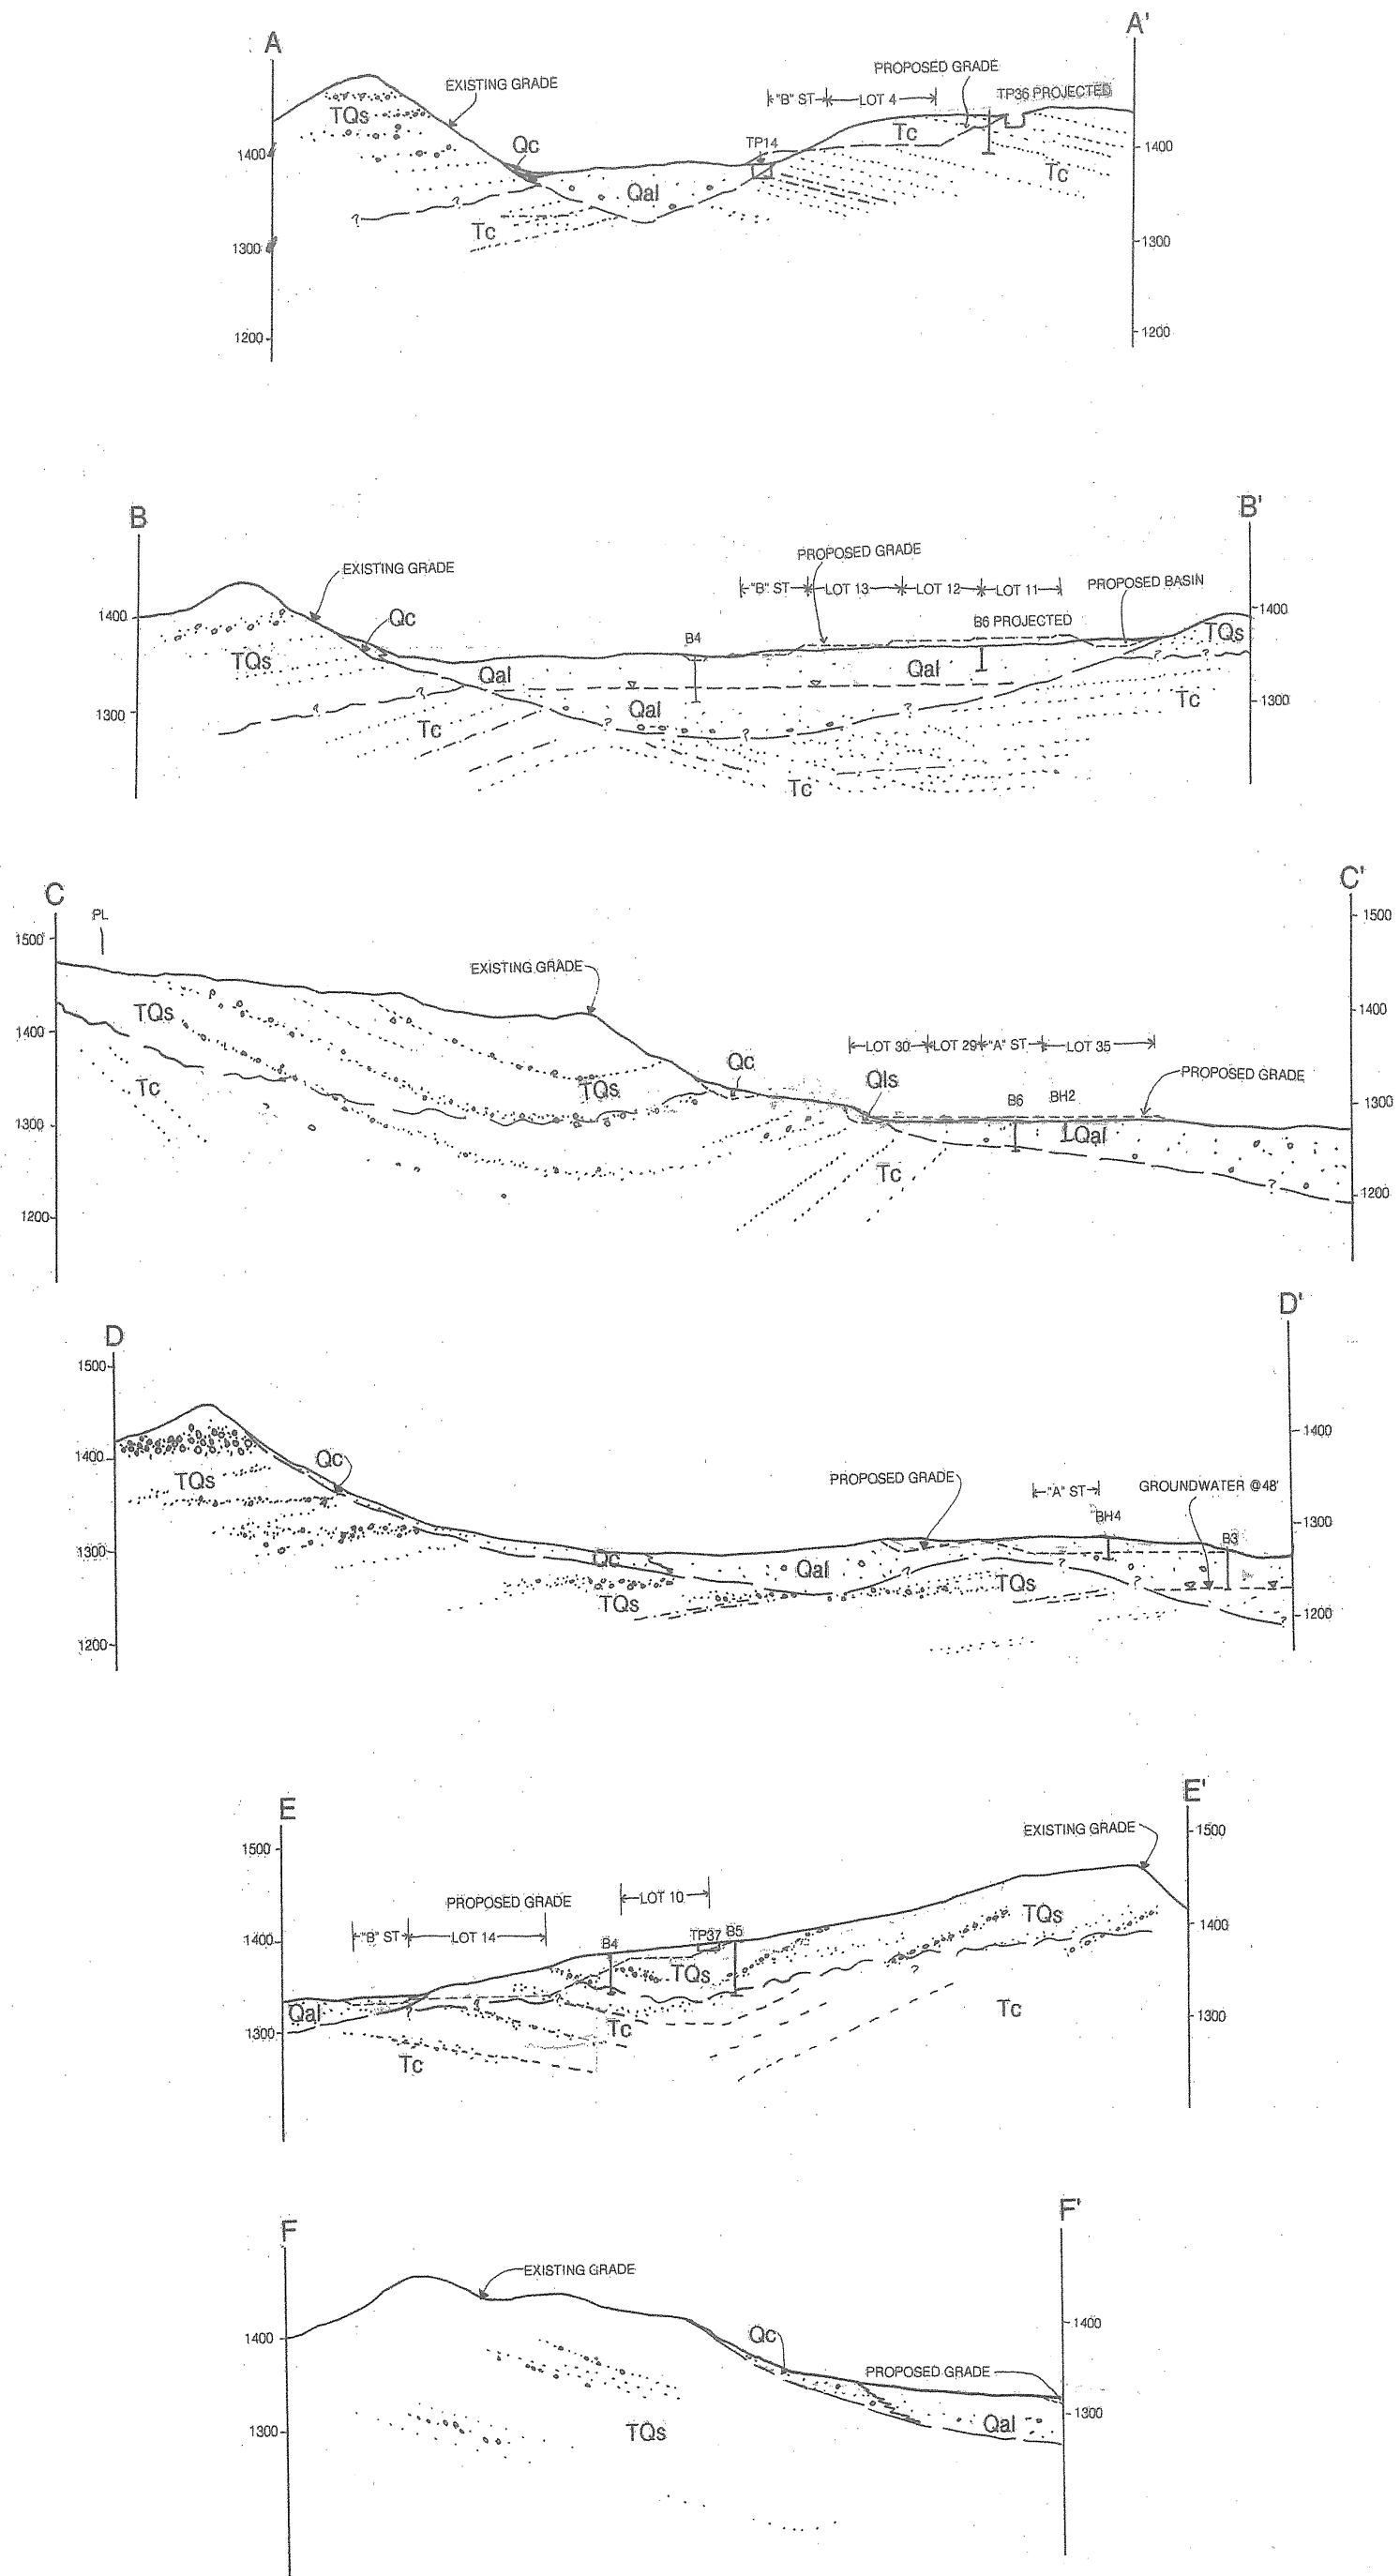 A
A'
EXISTING GRADE
PROPOSED GRADE
"B" ST
LOT 4
TP36 PROJECTED
TQs
Qc
TP14
Tc
1400
1400
Qal
Tc
?
?
Tc
1300
1300
1200
1200
B
B'
EXISTING GRADE
PROPOSED GRADE
"B" ST
LOT 13
LOT 12
LOT 11
PROPOSED BASIN
1400
1400
Qc
B4
B6 PROJECTED
TQs
TQs
Qal
Qal
?
?
?
Tc
1300
1300
?
Qal
?
Tc
?
?
?
Tc
C
C'
PL
1500
1500
EXISTING GRADE
TQs
1400
1400
LOT 30
LOT 29
"A" ST
LOT 35
Tc
TQs
Qc
Qls
PROPOSED GRADE
B6
BH2
1300
1300
Qal
?
Tc
?
1200
1200
D
D'
1500
1400
1400
Qc
TQs
PROPOSED GRADE
"A" ST
GROUNDWATER @48'
BH4
1300
1300
B3
Qc
Qal
?
?
TQs
TQs
?
1200
1200
?
E
E'
1500
1500
EXISTING GRADE
PROPOSED GRADE
LOT 10
TQs
"B" ST
LOT 14
1400
1400
B4
TP37
B5
TQs
?
Qal
?
?
?
Tc
Tc
1300
1300
Tc
F
F'
EXISTING GRADE
1400
1400
Qc
PROPOSED GRADE
1300
1300
TQs
Qal